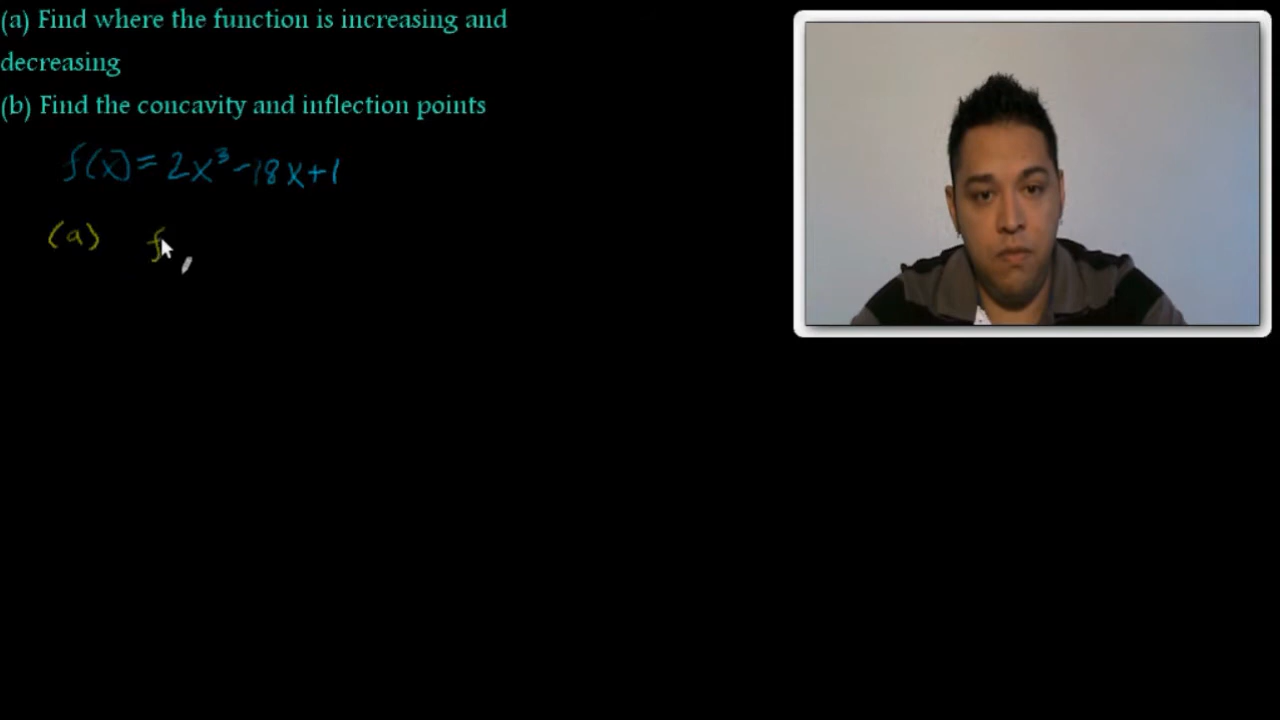 (a) Find where the function is increasing and
decreasing
(b) Find the concavity and inflection points
f(x) = 2x³-18x+1
(a) f